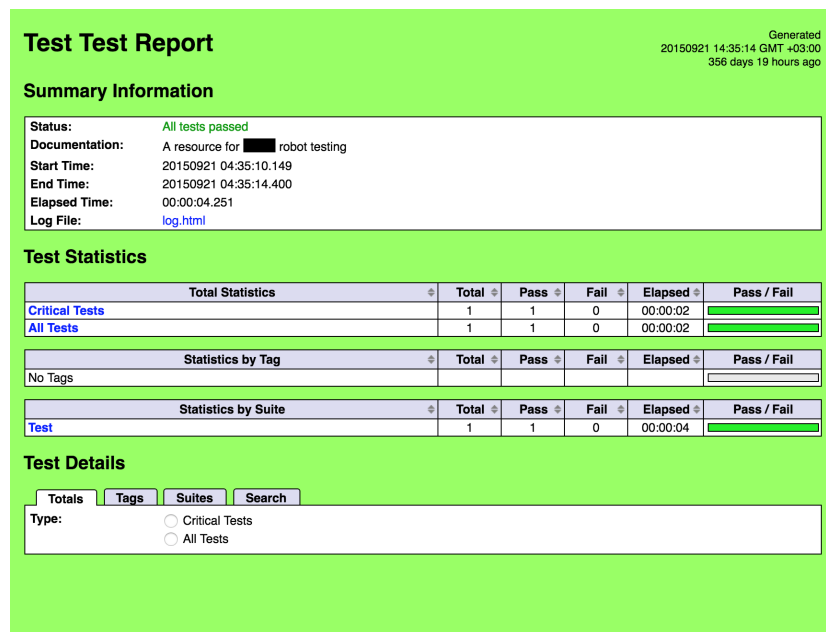 Test Test Report
Generated
20150921 14:35:14 GMT +03:00
356 days 19 hours ago
Summary Information
Status: All tests passed
Documentation: A resource for robot testing
Start Time: 20150921 04:35:10.149
End Time: 20150921 04:35:14.400
Elapsed Time: 00:00:04.251
Log File: log.html
Test Statistics
Total Statistics Total Pass Fail Elapsed Pass / Fail
Critical Tests 1 1 0 00:00:02
All Tests 1 1 0 00:00:02
Statistics by Tag Total Pass Fail Elapsed Pass / Fail
No Tags
Statistics by Suite Total Pass Fail Elapsed Pass / Fail
Test 1 1 0 00:00:04
Test Details
Totals Tags Suites Search
Type: Critical Tests
All Tests